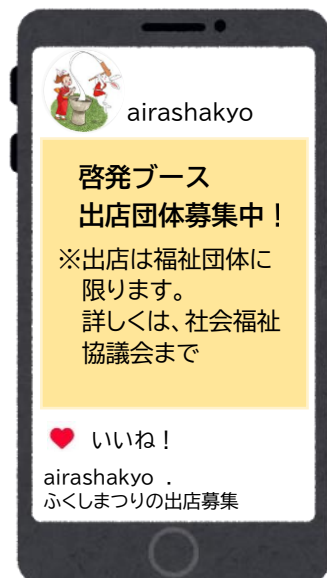 airashakyo
啓発ブース
出店団体募集中！
※出店は福祉団体に
限ります。
詳しくは、社会福祉
協議会まで
いいね！
airashakyo .
ふくしまつりの出店募集